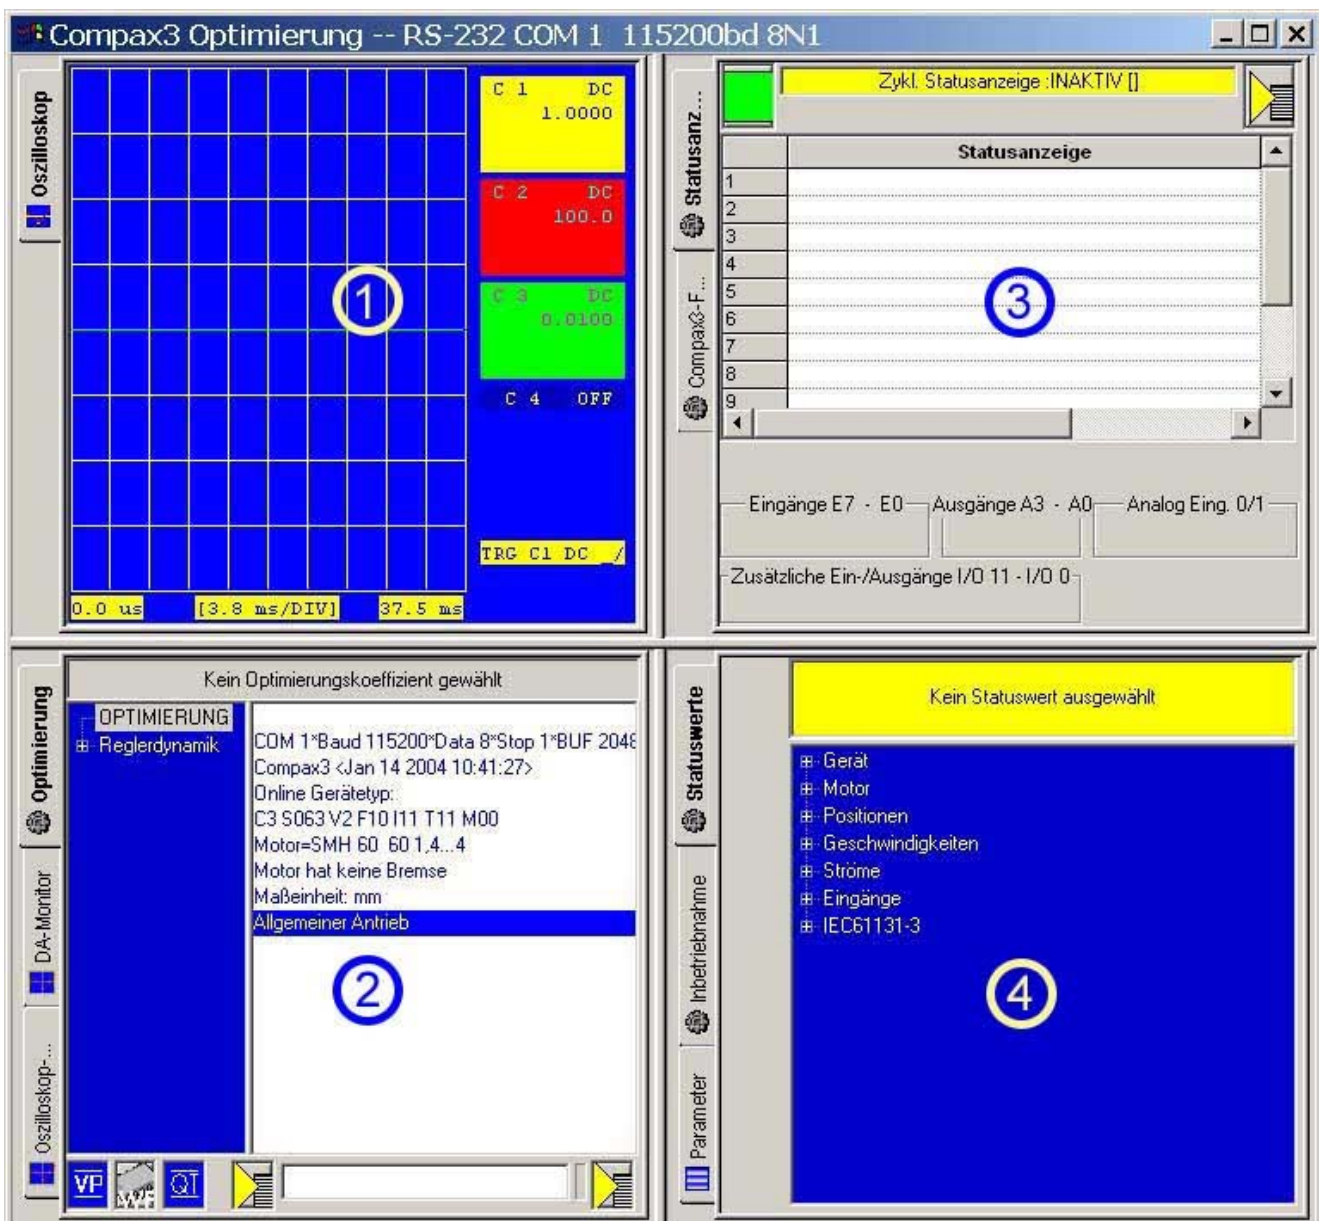 Compax3 Optimierung -- RS-232 COM 1 115200bd 8N1
Oszilloskop
C 1 DC
1.0000
C 2 DC
100.0
C 3 DC
0.0100
C 4 OFF
TRG C1 DC _/
0.0 us [3.8 ms/DIV] 37.5 ms
1
Statusanz...
Compax3-F...
Zykl. Statusanzeige :INAKTIV []
Statusanzeige
1
2
3
4
5
6
7
8
9
3
Eingänge E7 - E0 Ausgänge A3 - A0 Analog Eing. 0/1
Zusätzliche Ein-/Ausgänge I/O 11 - I/O 0
Optimierung
DA-Monitor
Oszilloskop-...
Kein Optimierungskoeffizient gewählt
OPTIMIERUNG
Reglerdynamik
COM 1*Baud 115200*Data 8*Stop 1*BUF 2048
Compax3 <Jan 14 2004 10:41:27>
Online Gerätetyp:
C3 S063 V2 F10 I11 T11 M00
Motor=SMH 60 60 1,4...4
Motor hat keine Bremse
Maßeinheit: mm
Allgemeiner Antrieb
2
VP QT
Statuswerte
Inbetriebnahme
Parameter
Kein Statuswert ausgewählt
Gerät
Motor
Positionen
Geschwindigkeiten
Ströme
Eingänge
IEC61131-3
4